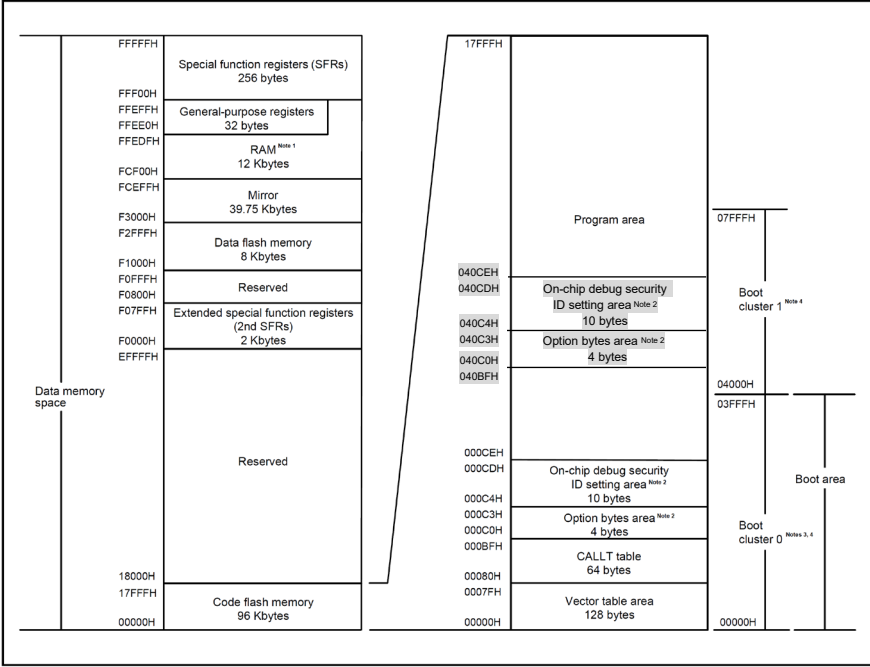 FFFFFH
Special function registers (SFRs)
256 bytes
FFF00H
FFEFFH
General-purpose registers
32 bytes
FFEE0H
FFEDFH
RAM Note 1
12 Kbytes
FCF00H
FCEFFH
Mirror
39.75 Kbytes
F3000H
F2FFFH
Data flash memory
8 Kbytes
F1000H
F0FFFH
Reserved
F0800H
F07FFH
Extended special function registers
(2nd SFRs)
2 Kbytes
F0000H
EFFFFH
Data memory
space
Reserved
18000H
17FFFH
Code flash memory
96 Kbytes
00000H
17FFFH
Program area
040CEH
040CDH
On-chip debug security
ID setting area Note 2
10 bytes
040C4H
040C3H
Option bytes area Note 2
4 bytes
040C0H
040BFH
000CEH
000CDH
On-chip debug security
ID setting area Note 2
10 bytes
000C4H
000C3H
Option bytes area Note 2
4 bytes
000C0H
000BFH
CALLT table
64 bytes
00080H
0007FH
Vector table area
128 bytes
00000H
07FFFH
Boot
cluster 1 Note 4
04000H
03FFFH
Boot
cluster 0 Notes 3, 4
00000H
Boot area